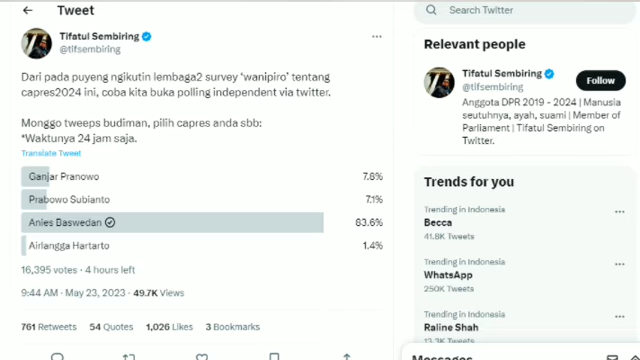 Tweet
Tifatul Sembiring
@tifsembiring
Dari pada puyeng ngikutin lembaga2 survey 'wanipiro' tentang
capres2024 ini, coba kita buka polling independent via twitter.
Monggo tweeps budiman, pilih capres anda sbb:
*Waktunya 24 jam saja.
Translate Tweet
Ganjar Pranowo 7.8%
Prabowo Subianto 7.1%
Anies Baswedan 83.6%
Airlangga Hartarto 1.4%
16,395 votes · 4 hours left
9:44 AM · May 23, 2023 · 49.7K Views
761 Retweets 54 Quotes 1,026 Likes 3 Bookmarks
Search Twitter
Relevant people
Tifatul Sembiring
@tifsembiring
Follow
Anggota DPR 2019 - 2024 | Manusia
seutuhnya, ayah, suami | Member of
Parliament | Tifatul Sembiring on
Twitter.
Trends for you
Trending in Indonesia
Becca
41.8K Tweets
Trending in Indonesia
WhatsApp
250K Tweets
Trending in Indonesia
Raline Shah
13.3K Tweets
Messages